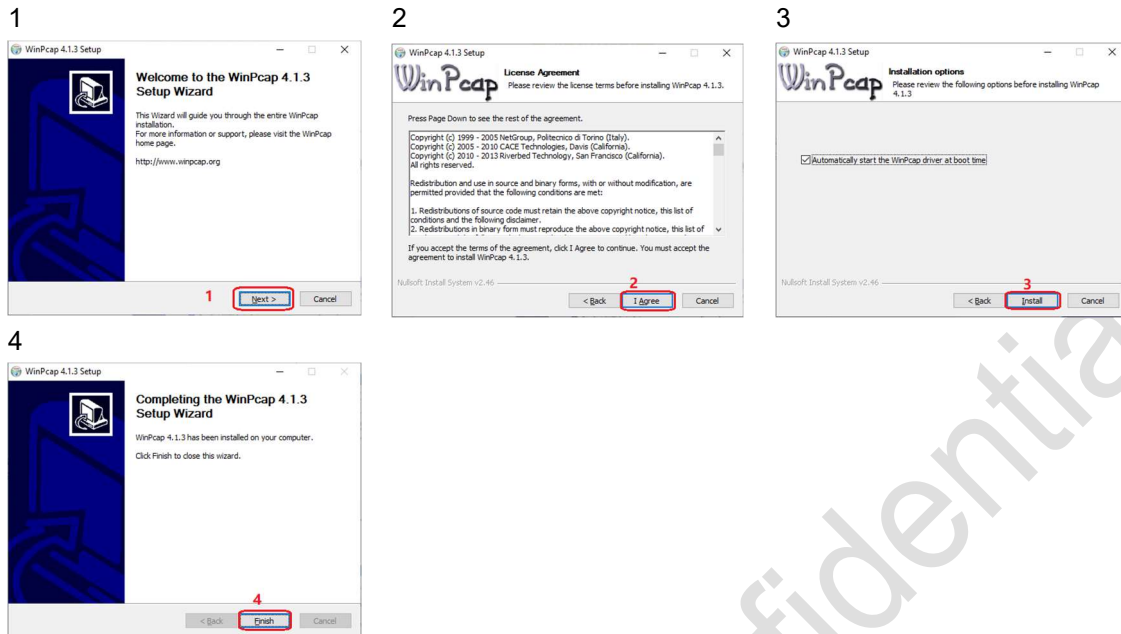 1
WinPcap 4.1.3 Setup
Welcome to the WinPcap 4.1.3
Setup Wizard
This Wizard will guide you through the entire WinPcap
installation.
For more information or support, please visit the WinPcap
home page.
http://www.winpcap.org
1
Next >
Cancel
2
WinPcap 4.1.3 Setup
WinPcap
License Agreement
Please review the license terms before installing WinPcap 4.1.3.
Press Page Down to see the rest of the agreement.
Copyright (c) 1999 - 2005 NetGroup, Politecnico di Torino (Italy).
Copyright (c) 2005 - 2010 CACE Technologies, Davis (California).
Copyright (c) 2010 - 2013 Riverbed Technology, San Francisco (California).
All rights reserved.
Redistribution and use in source and binary forms, with or without modification, are
permitted provided that the following conditions are met:
1. Redistributions of source code must retain the above copyright notice, this list of
conditions and the following disclaimer.
2. Redistributions in binary form must reproduce the above copyright notice, this list of
If you accept the terms of the agreement, click I Agree to continue. You must accept the
agreement to install WinPcap 4.1.3.
Nullsoft Install System v2.46
2
< Back
I Agree
Cancel
3
WinPcap 4.1.3 Setup
WinPcap
Installation options
Please review the following options before installing WinPcap
4.1.3
Automatically start the WinPcap driver at boot time
Nullsoft Install System v2.46
3
< Back
Install
Cancel
4
WinPcap 4.1.3 Setup
Completing the WinPcap 4.1.3
Setup Wizard
WinPcap 4.1.3 has been installed on your computer.
Click Finish to close this wizard.
4
< Back
Finish
Cancel
fidentia